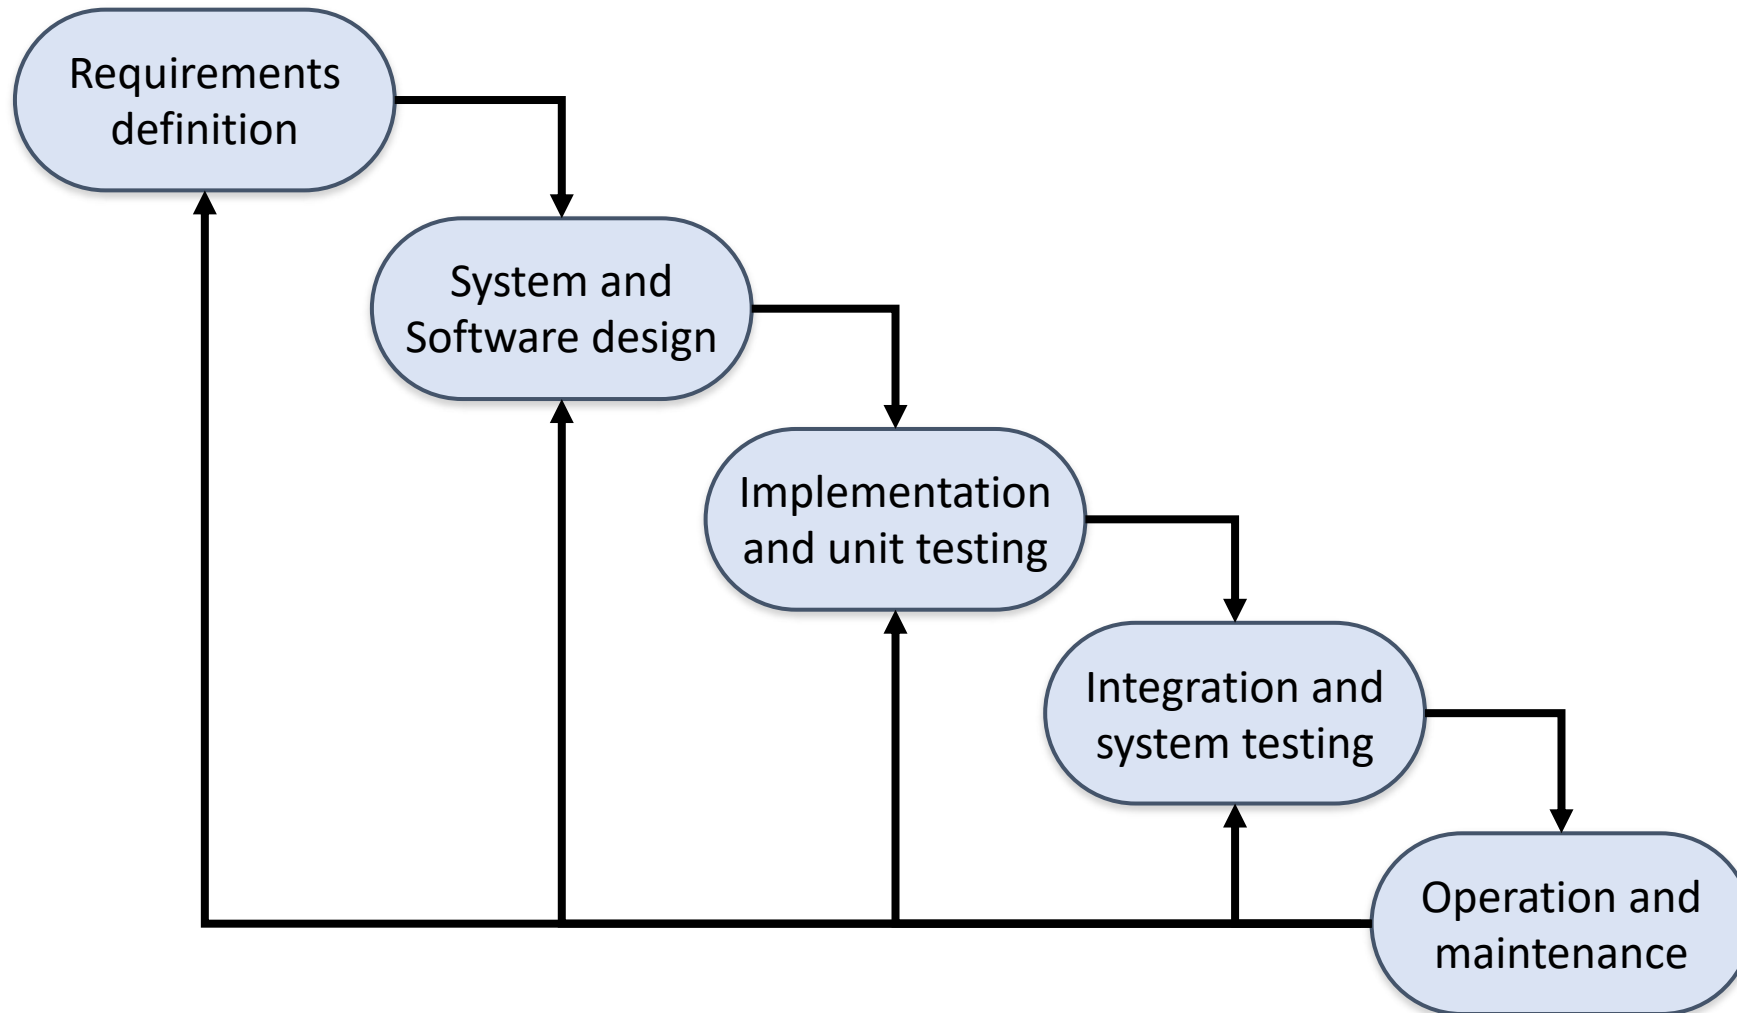 Requirements
definition
System and
Software design
Implementation
and unit testing
Integration and
system testing
Operation and
maintenance